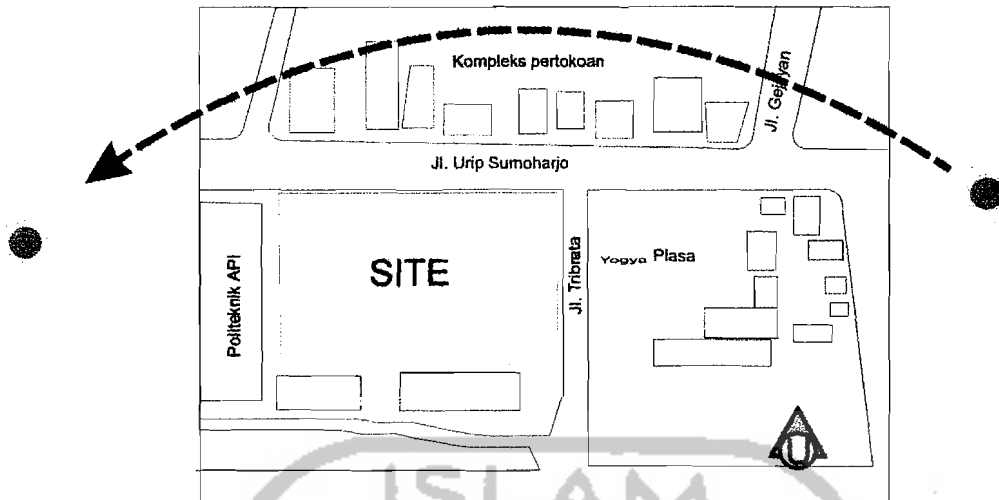 Kompleks pertokoan
Jl. Gejayan
Jl. Urip Sumoharjo
Politeknik API
SITE
Jl. Tribrata
Yogya Plasa
U
ISLAM